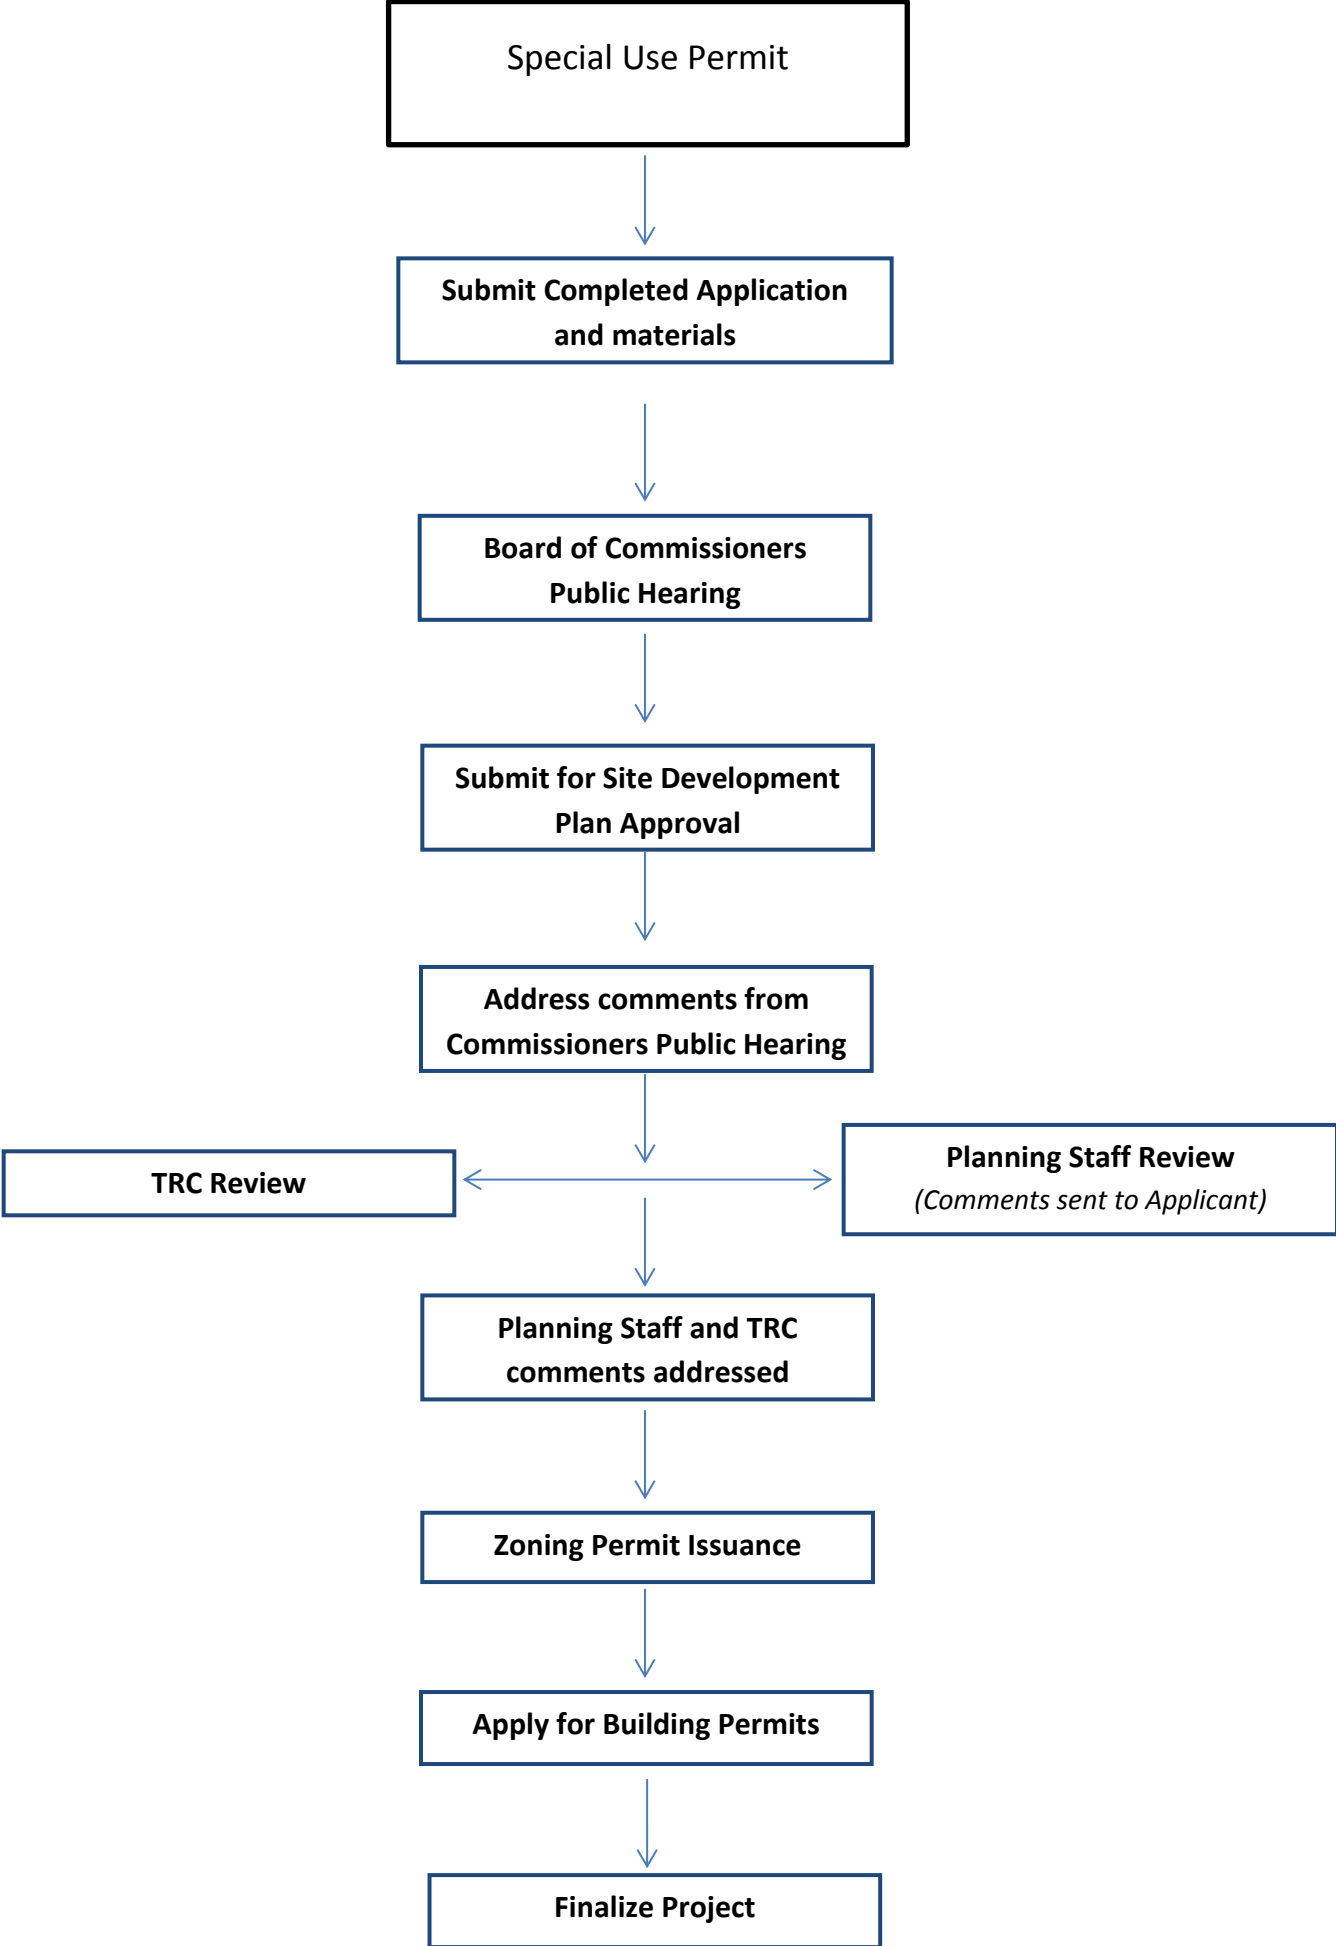 Special Use Permit
Submit Completed Application
and materials
Board of Commissioners
Public Hearing
Submit for Site Development
Plan Approval
Address comments from
Commissioners Public Hearing
TRC Review
Planning Staff Review
(Comments sent to Applicant)
Planning Staff and TRC
comments addressed
Zoning Permit Issuance
Apply for Building Permits
Finalize Project